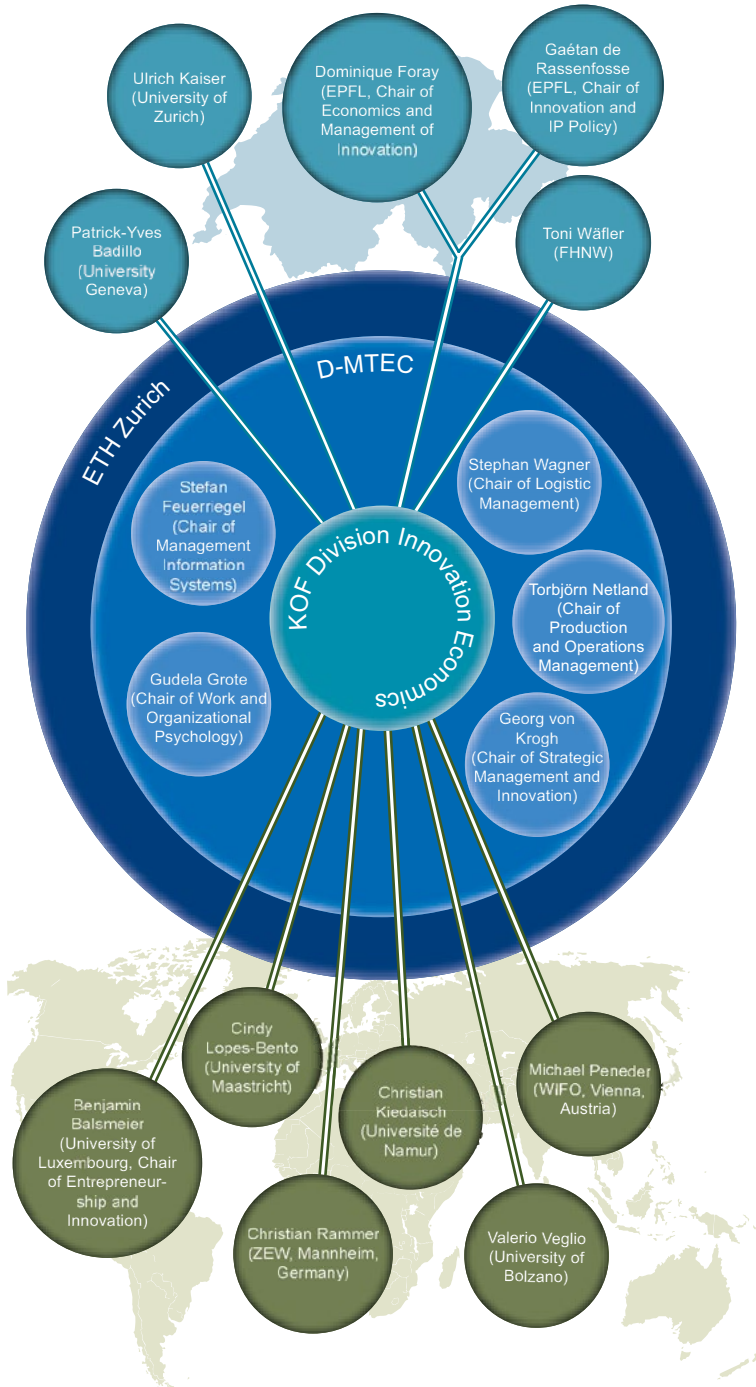 Ulrich Kaiser
(University of
Zurich)
Dominique Foray
(EPFL, Chair of
Economics and
Management of
Innovation)
Gaétan de
Rassenfosse
(EPFL, Chair of
Innovation and
IP Policy)
Patrick-Yves
Badillo
(University
Geneva)
Toni Wäfler
(FHNW)
ETH Zurich
D-MTEC
Stefan
Feuerriegel
(Chair of
Management
Information
Systems)
Stephan Wagner
(Chair of Logistic
Management)
KOF Division Innovation Economics
Torbjörn Netland
(Chair of
Production
and Operations
Management)
Gudela Grote
(Chair of Work and
Organizational
Psychology)
Georg von
Krogh
(Chair of Strategic
Management and
Innovation)
Cindy
Lopes-Bento
(University of
Maastricht)
Michael Peneder
(WIFO, Vienna,
Austria)
Christian
Kiedaisch
(Université de
Namur)
Benjamin
Balsmeier
(University of
Luxembourg, Chair
of Entrepreneur-
ship and
Innovation)
Christian Rammer
(ZEW, Mannheim,
Germany)
Valerio Veglio
(University of
Bolzano)